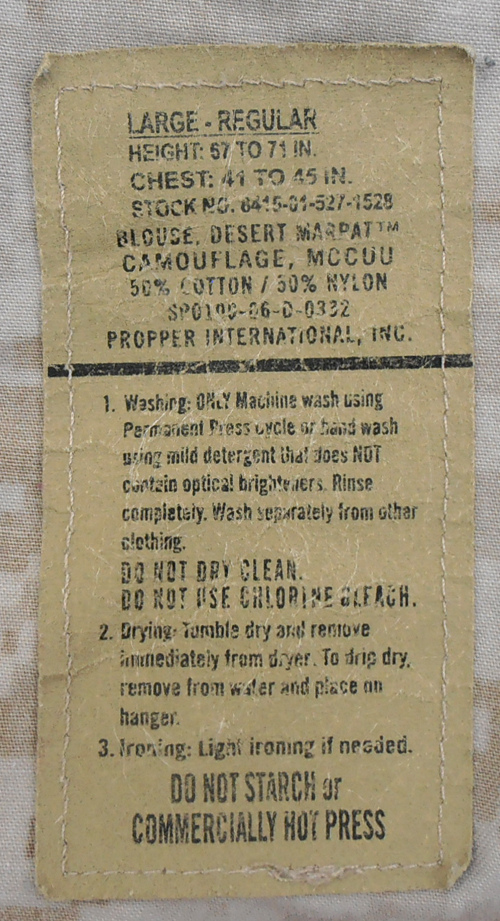 LARGE - REGULAR
HEIGHT: 67 TO 71 IN.
CHEST: 41 TO 45 IN.
STOCK NO. 8415-01-527-1528
BLOUSE, DESERT MARPAT™
CAMOUFLAGE, MCCUU
50% COTTON / 50% NYLON
SP0100-06-D-0332
PROPPER INTERNATIONAL, INC.
1. Washing: ONLY Machine wash using
Permanent Press cycle or hand wash
using mild detergent that does NOT
contain optical brighteners. Rinse
completely. Wash separately from other
clothing.
DO NOT DRY CLEAN.
DO NOT USE CHLORINE BLEACH.
2. Drying: Tumble dry and remove
immediately from dryer. To drip dry,
remove from water and place on
hanger.
3. Ironing: Light ironing if needed.
DO NOT STARCH or
COMMERCIALLY HOT PRESS